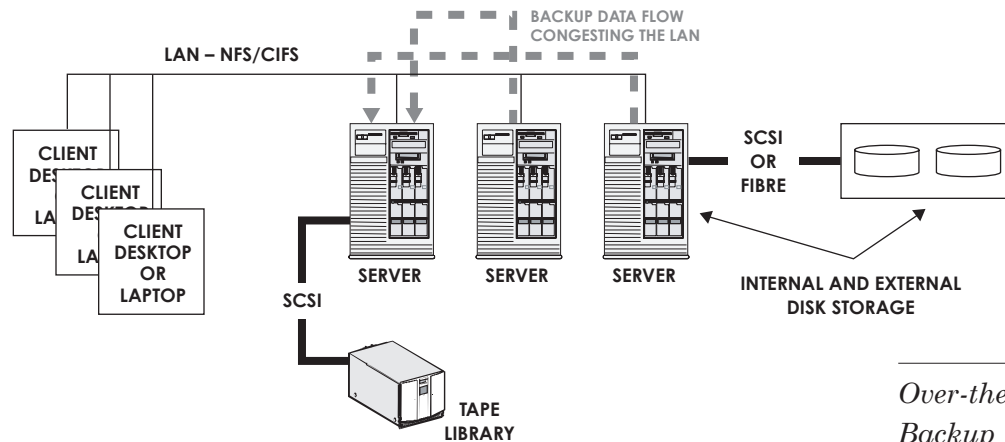 BACKUP DATA FLOW
CONGESTING THE LAN
LAN – NFS/CIFS
CLIENT
CLIENT
CLIENT
DESKTOP
OR
LAPTOP
SERVER
SERVER
SERVER
SCSI
OR
FIBRE
INTERNAL AND EXTERNAL
DISK STORAGE
SCSI
TAPE
LIBRARY
Over-the
Backup